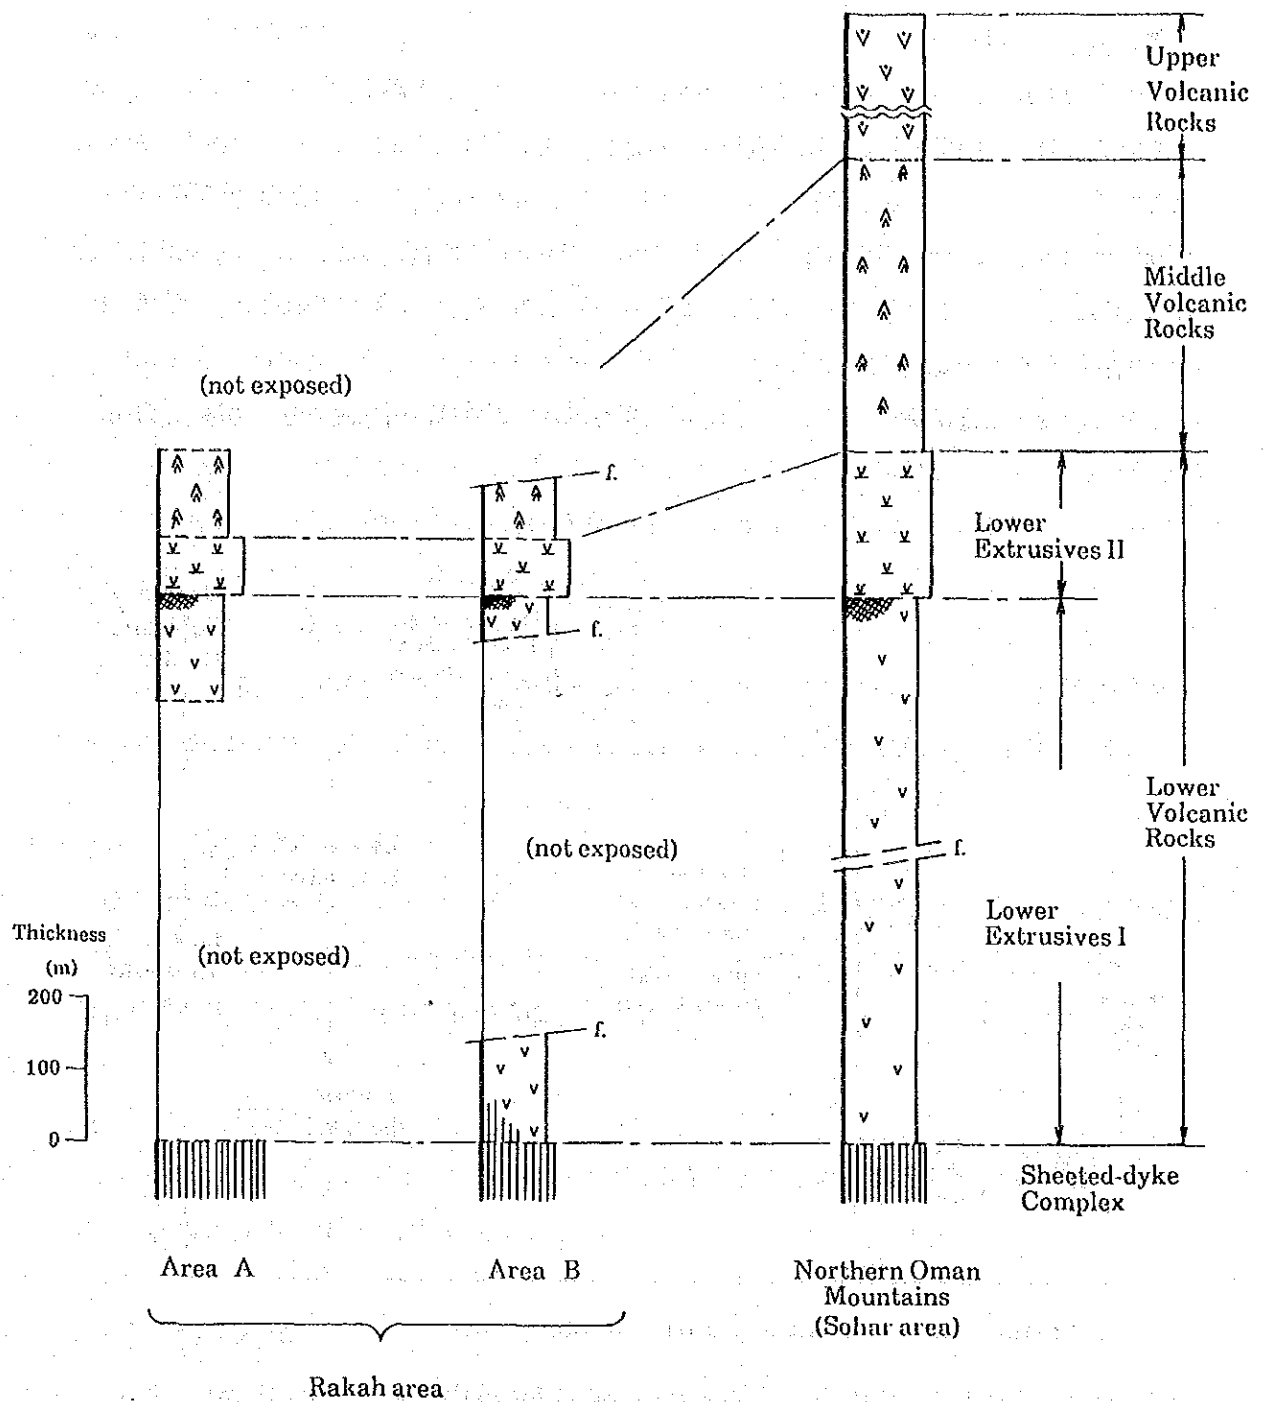 Upper
Volcanic
Rocks
Middle
Volcanic
Rocks
(not exposed)
f.
Lower
Extrusives II
f.
(not exposed)
Lower
Volcanic
Rocks
f.
Lower
Extrusives I
Thickness
(m)
(not exposed)
200
100
0
f.
Sheeted-dyke
Complex
Area A
Area B
Northern Oman
Mountains
(Sohar area)
Rakah area